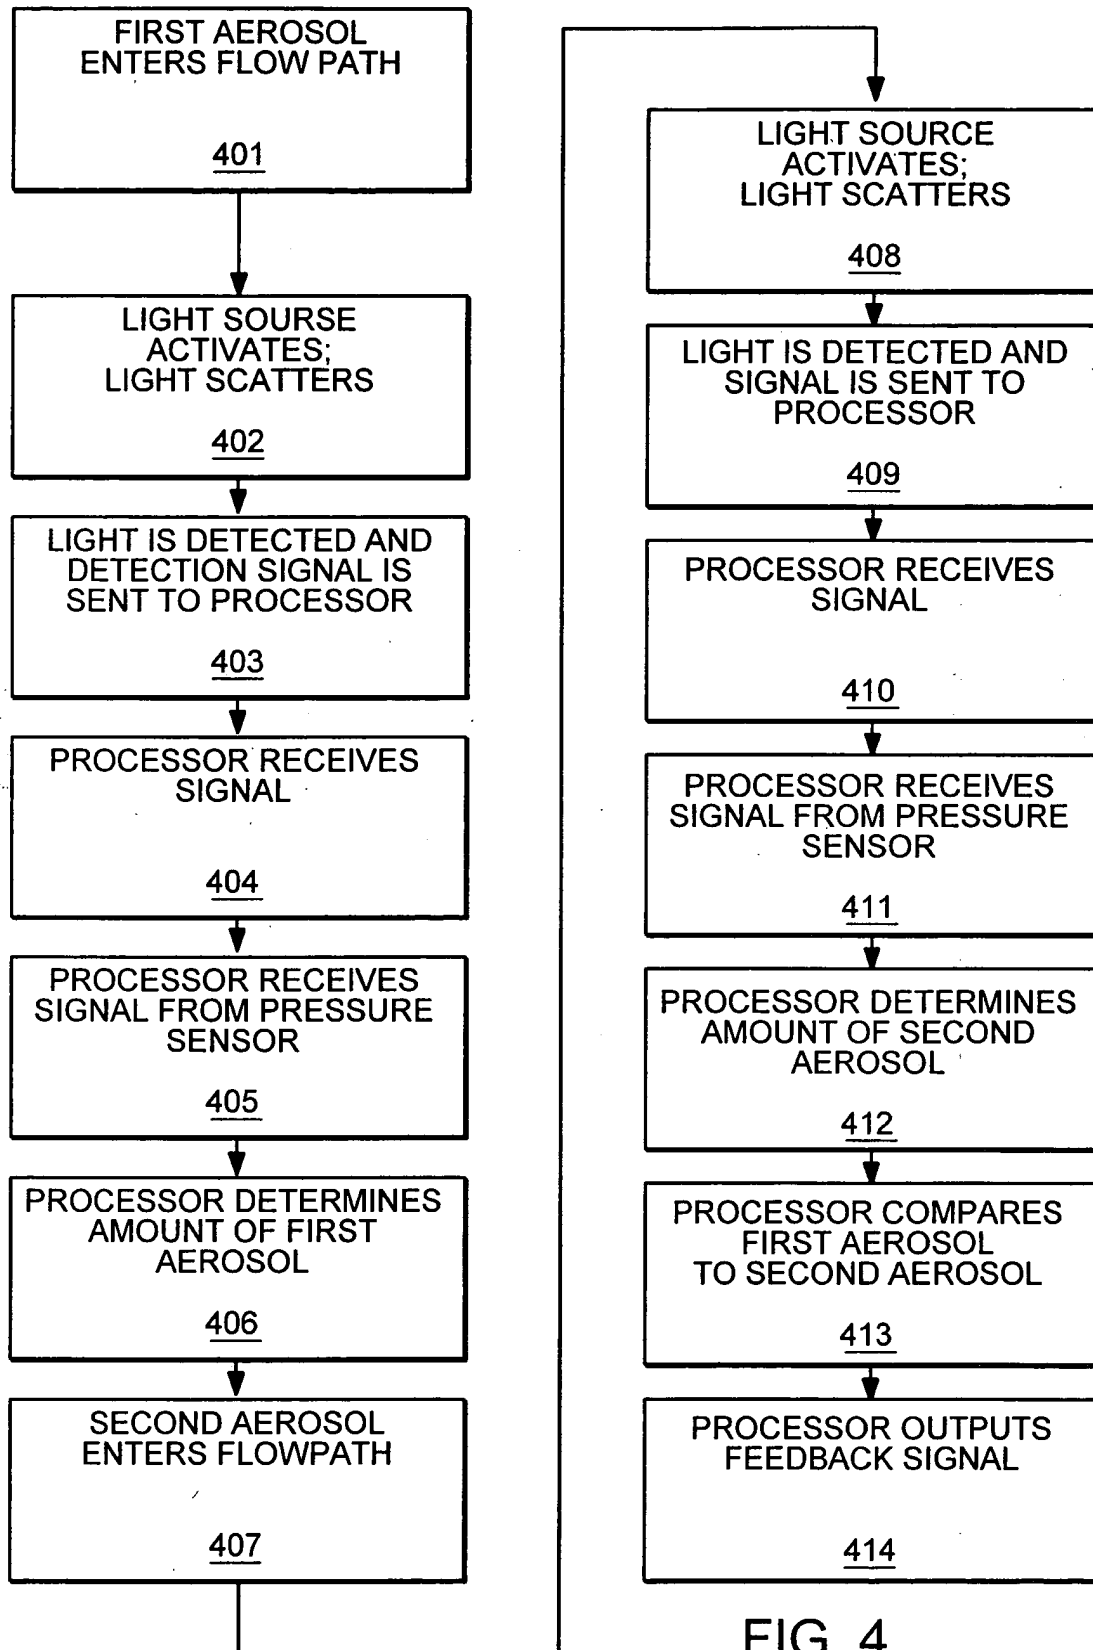 FIRST AEROSOL
ENTERS FLOW PATH
401
LIGHT SOURSE
ACTIVATES;
LIGHT SCATTERS
402
LIGHT IS DETECTED AND
DETECTION SIGNAL IS
SENT TO PROCESSOR
403
PROCESSOR RECEIVES
SIGNAL
404
PROCESSOR RECEIVES
SIGNAL FROM PRESSURE
SENSOR
405
PROCESSOR DETERMINES
AMOUNT OF FIRST
AEROSOL
406
SECOND AEROSOL
ENTERS FLOWPATH
407
LIGHT SOURCE
ACTIVATES;
LIGHT SCATTERS
408
LIGHT IS DETECTED AND
SIGNAL IS SENT TO
PROCESSOR
409
PROCESSOR RECEIVES
SIGNAL
410
PROCESSOR RECEIVES
SIGNAL FROM PRESSURE
SENSOR
411
PROCESSOR DETERMINES
AMOUNT OF SECOND
AEROSOL
412
PROCESSOR COMPARES
FIRST AEROSOL
TO SECOND AEROSOL
413
PROCESSOR OUTPUTS
FEEDBACK SIGNAL
414
FIG. 4